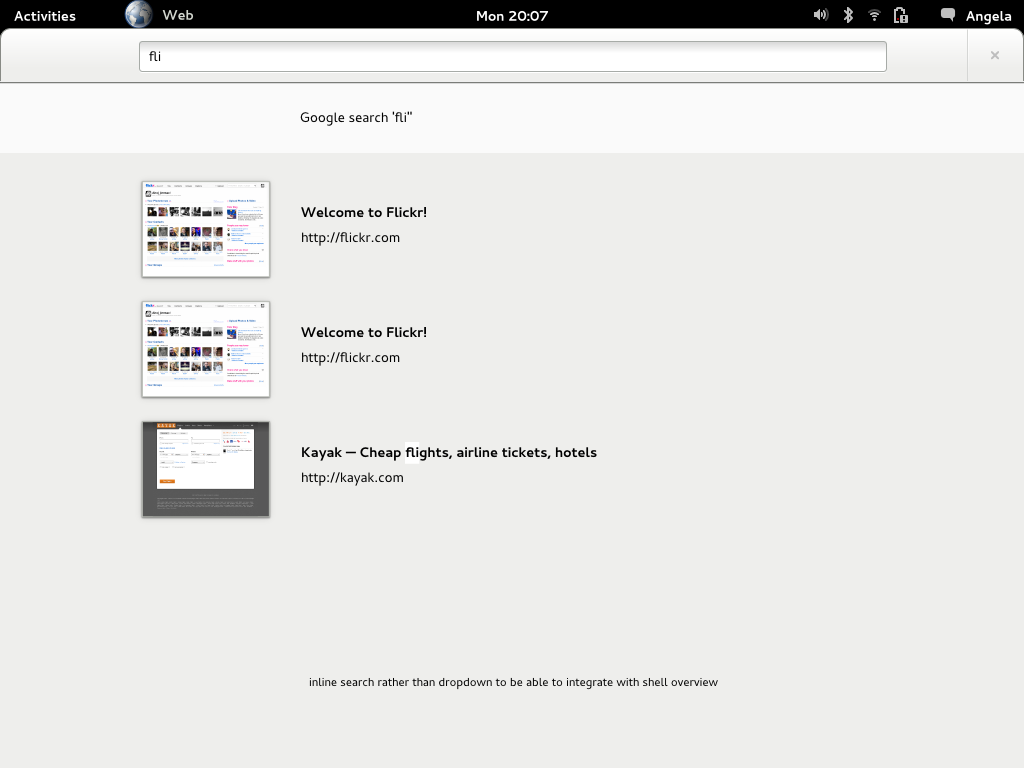 Activities Web Mon 20:07 Angela
fli
Google search 'fli"
Welcome to Flickr!
http://flickr.com
Welcome to Flickr!
http://flickr.com
Kayak — Cheap flights, airline tickets, hotels
http://kayak.com
inline search rather than dropdown to be able to integrate with shell overview